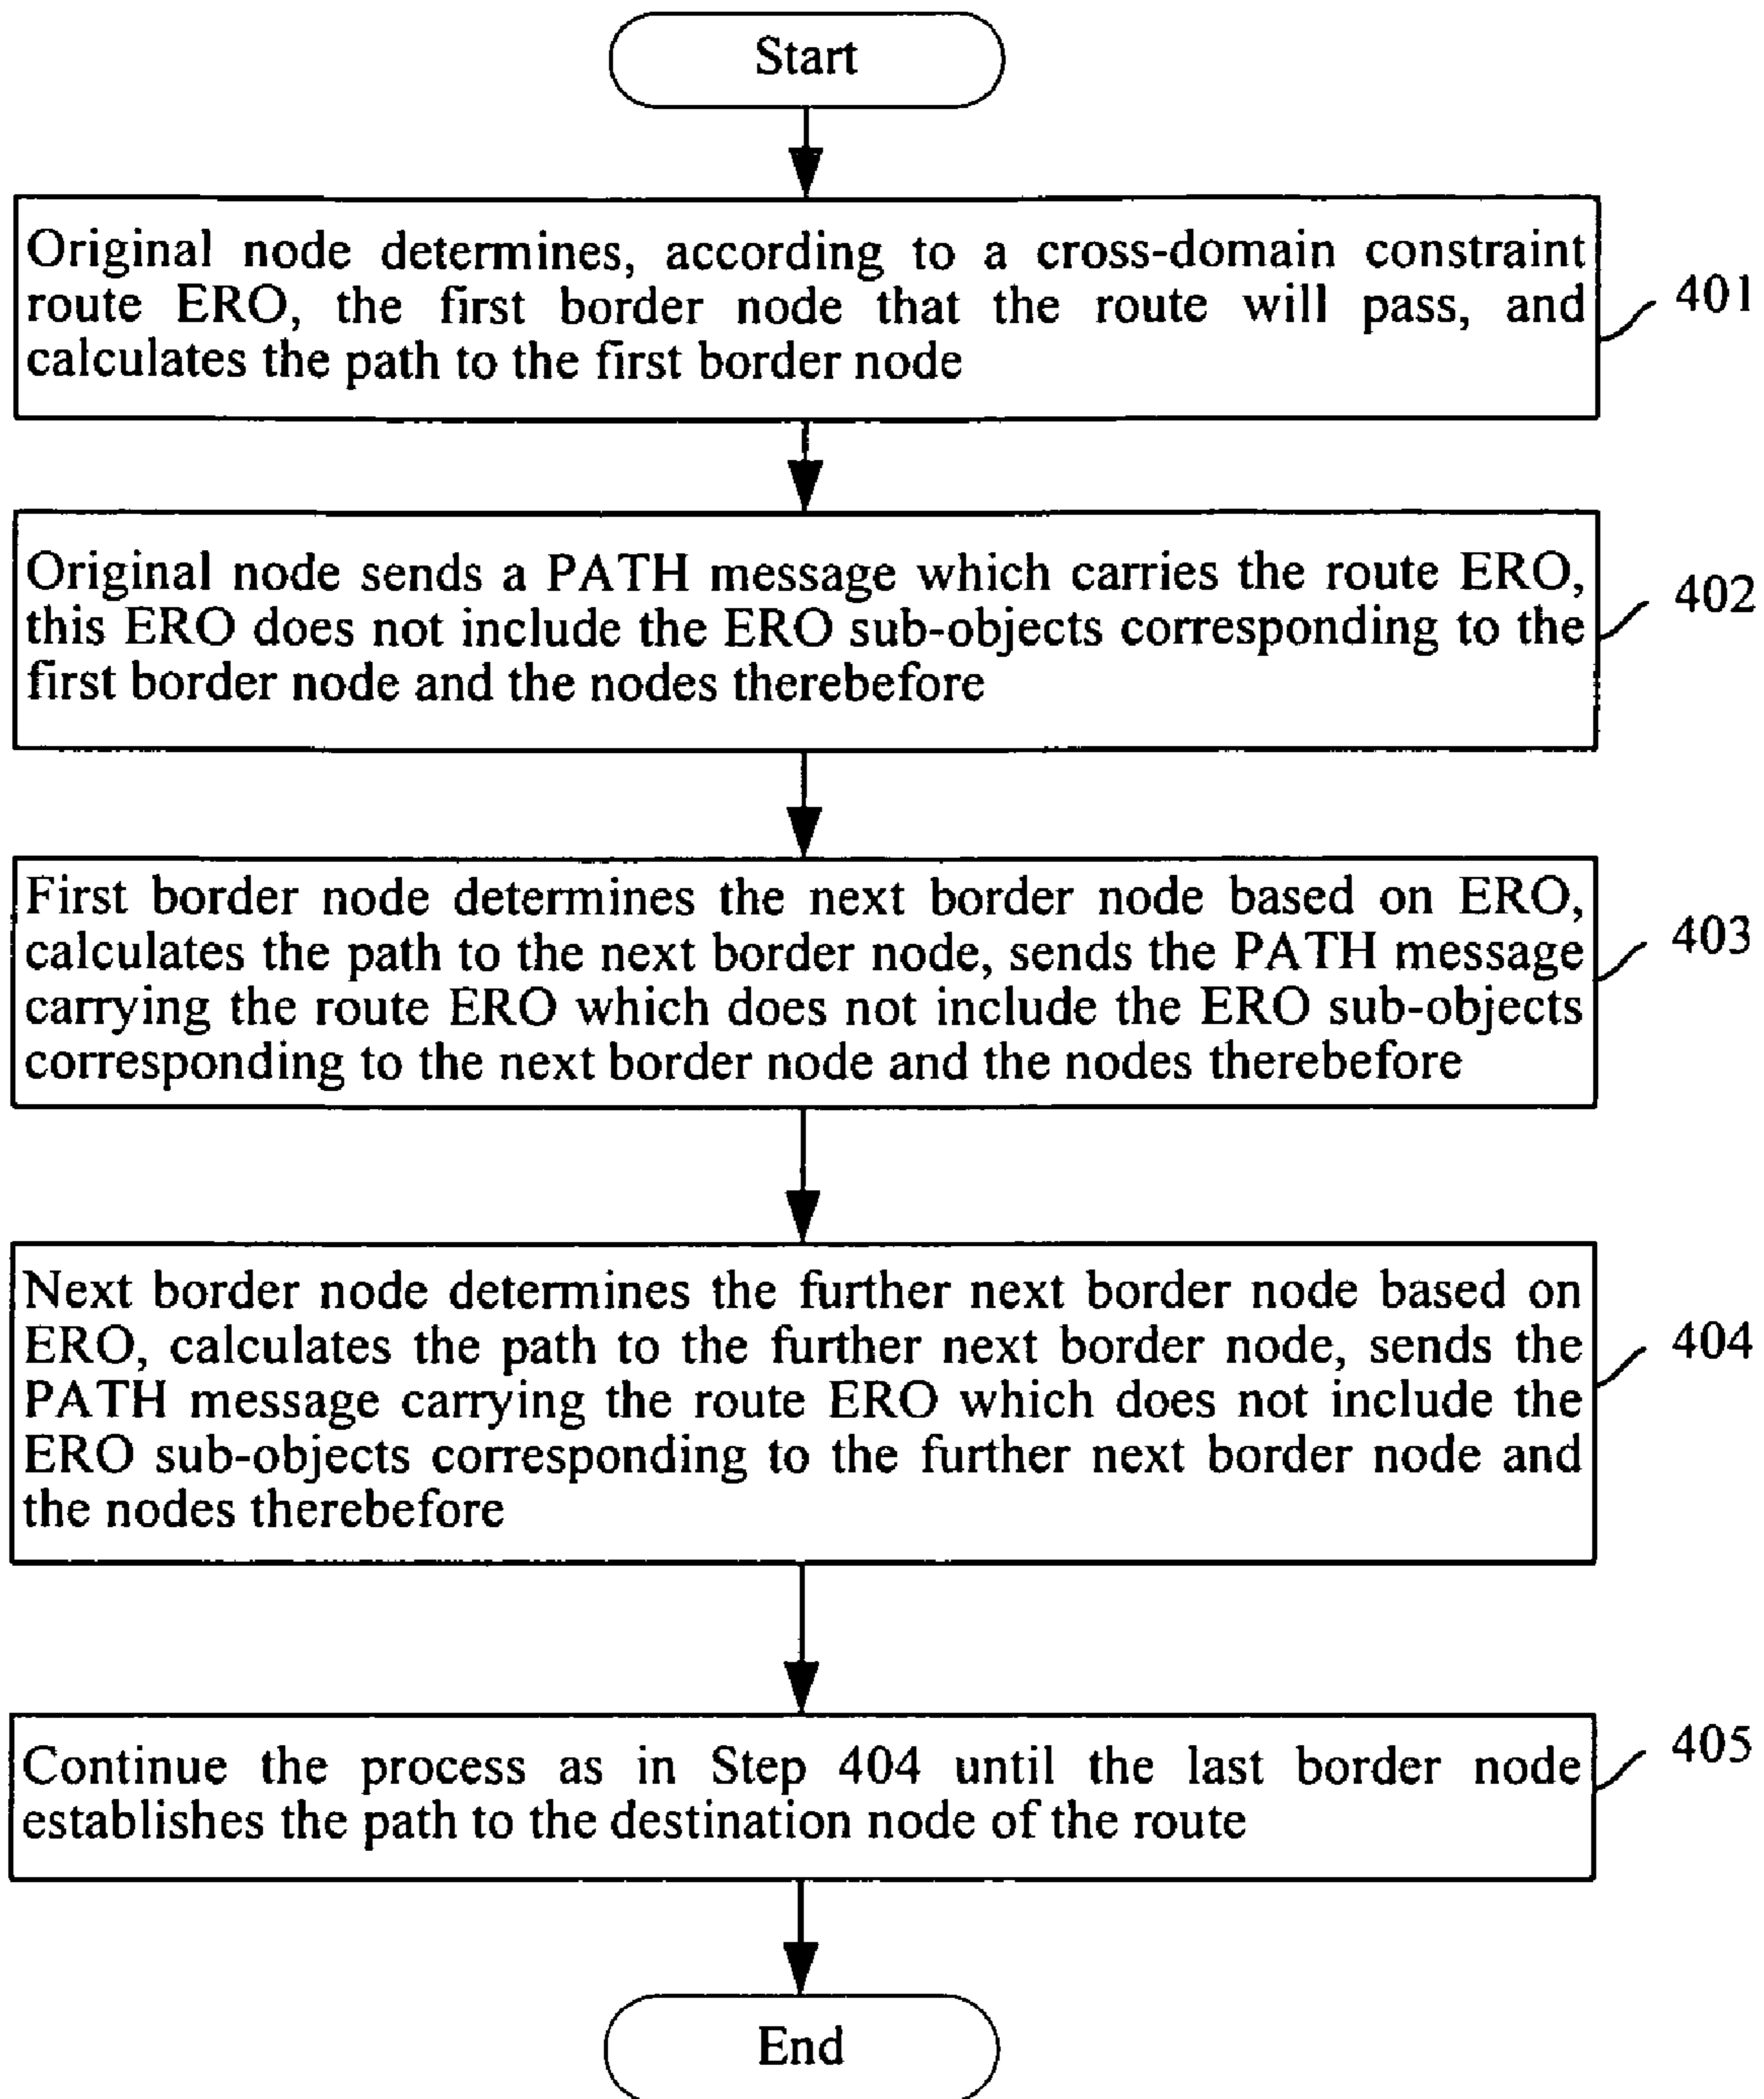 Start
Original node determines, according to a cross-domain constraint
route ERO, the first border node that the route will pass, and
calculates the path to the first border node
401
Original node sends a PATH message which carries the route ERO,
this ERO does not include the ERO sub-objects corresponding to the
first border node and the nodes therebefore
402
First border node determines the next border node based on ERO,
calculates the path to the next border node, sends the PATH message
carrying the route ERO which does not include the ERO sub-objects
corresponding to the next border node and the nodes therebefore
403
Next border node determines the further next border node based on
ERO, calculates the path to the further next border node, sends the
PATH message carrying the route ERO which does not include the
ERO sub-objects corresponding to the further next border node and
the nodes therebefore
404
Continue the process as in Step 404 until the last border node
establishes the path to the destination node of the route
405
End